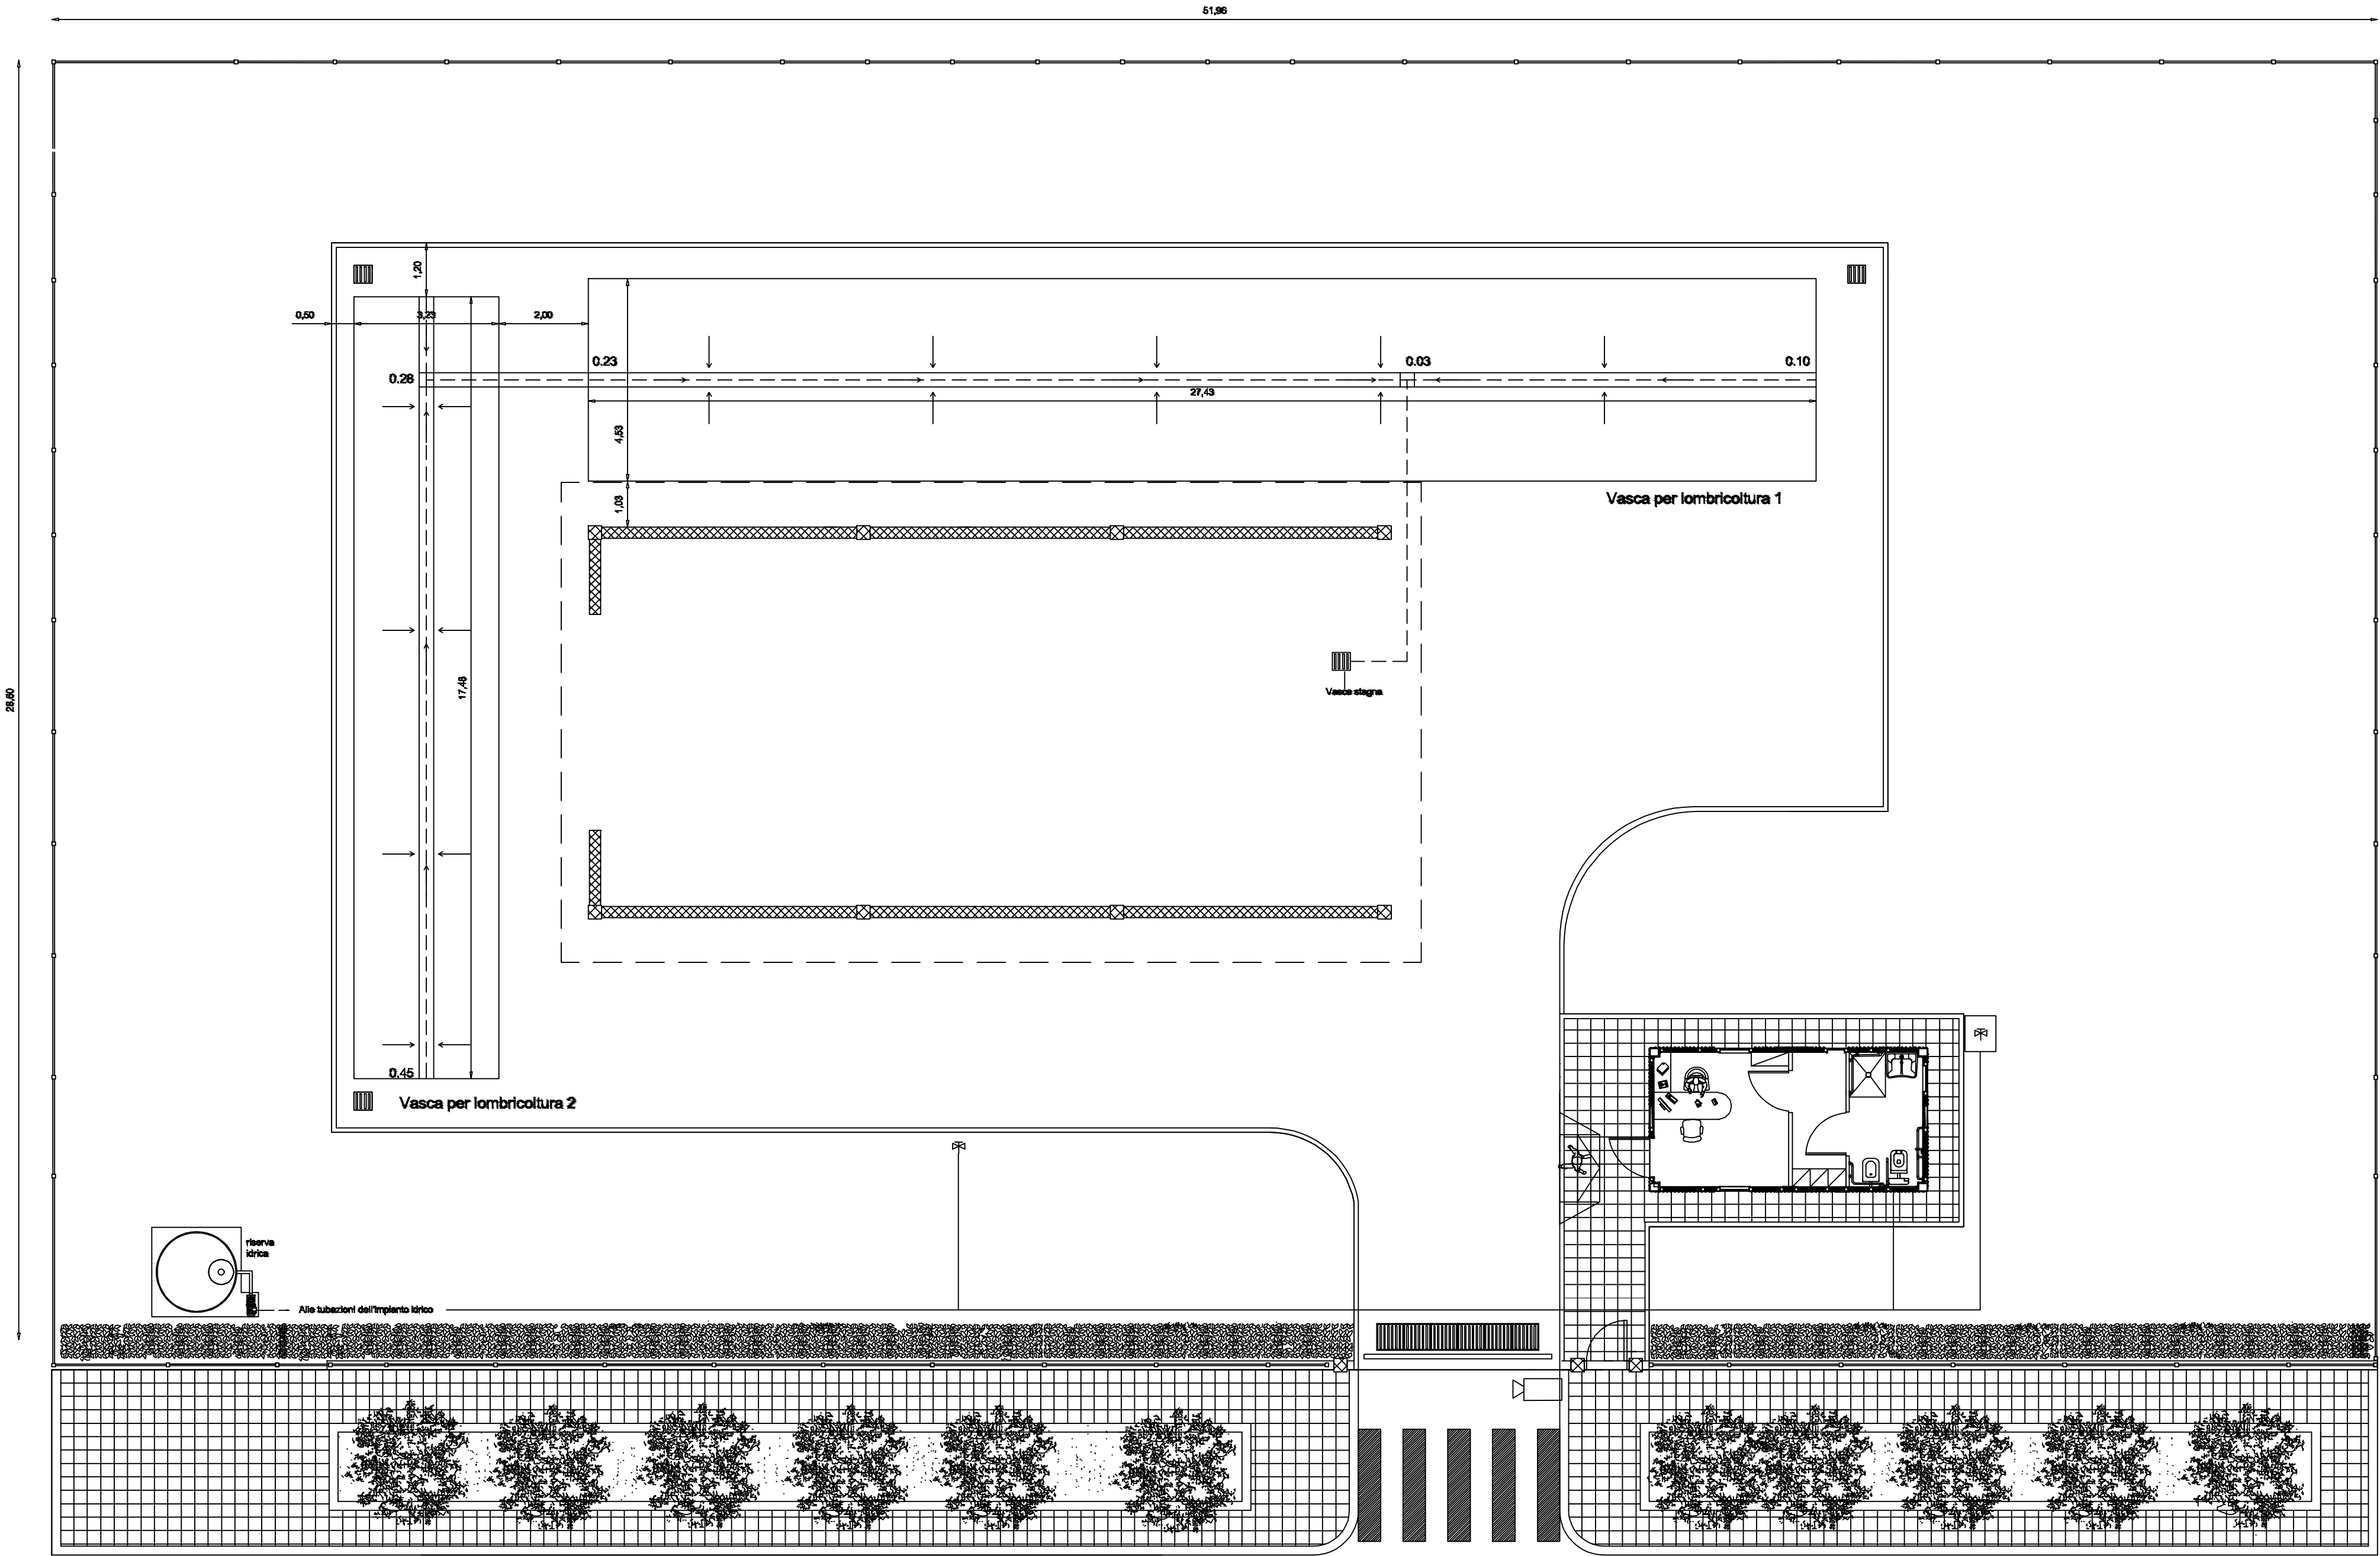 51,96
28,60
1,20
0,50
3,23
2,00
0.23
0.03
0.10
0.28
27,43
4,53
Vasca per lombricoltura 1
1,03
17,48
Vasca stagna
0.45
Vasca per lombricoltura 2
riserva
idrica
Alle tubazioni dell'impianto idrico